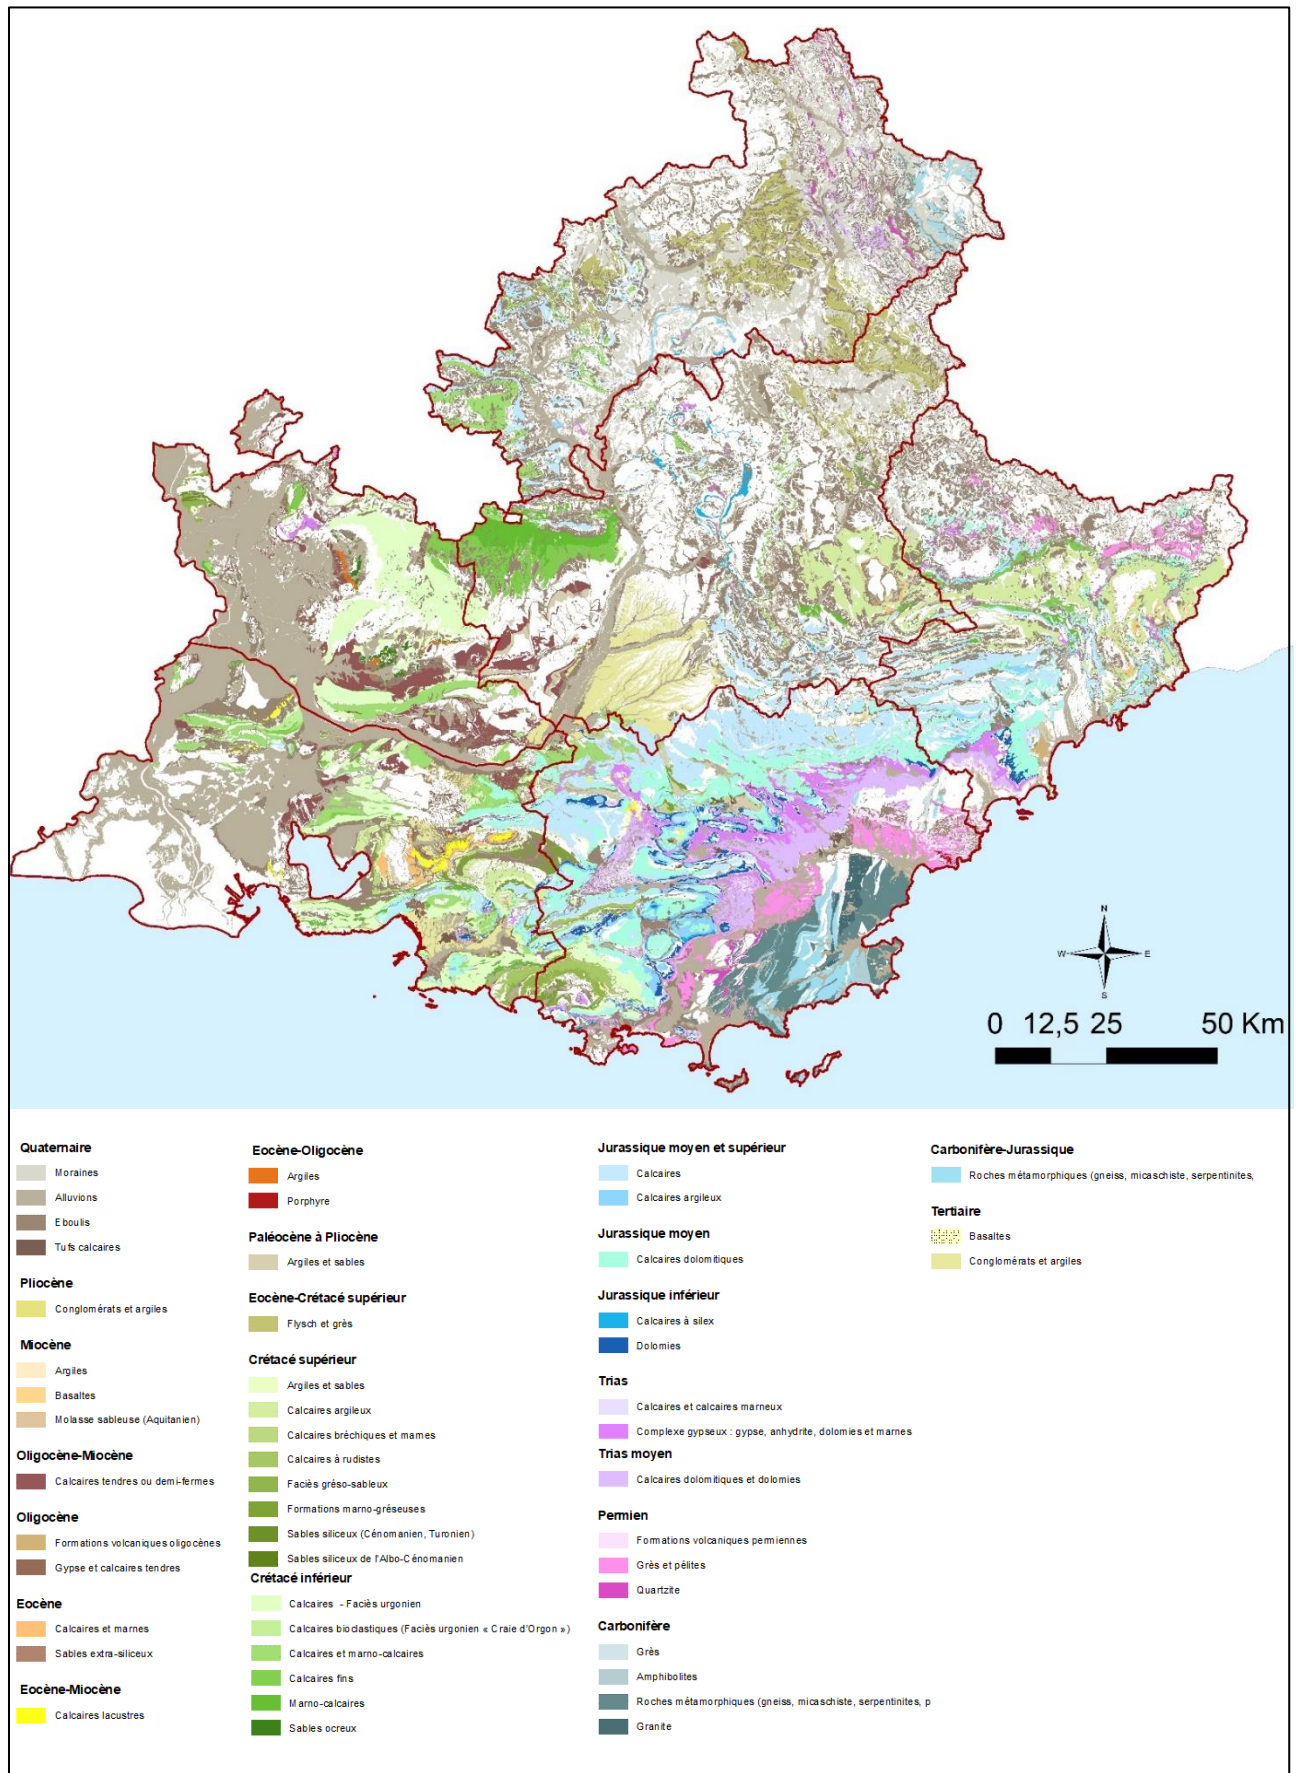 N
W
E
S
0 12,5 25 50 Km
Quaternaire
Moraines
Alluvions
Eboulis
Tufs calcaires
Pliocène
Conglomérats et argiles
Miocène
Argiles
Basaltes
Molasse sableuse (Aquitanien)
Oligocène-Miocène
Calcaires tendres ou demi-fermes
Oligocène
Formations volcaniques oligocènes
Gypse et calcaires tendres
Eocène
Calcaires et marnes
Sables extra-siliceux
Eocène-Miocène
Calcaires lacustres
Eocène-Oligocène
Argiles
Porphyre
Paléocène à Pliocène
Argiles et sables
Eocène-Crétacé supérieur
Flysch et grès
Crétacé supérieur
Argiles et sables
Calcaires argileux
Calcaires bréchiques et marnes
Calcaires à rudistes
Faciès gréso-sableux
Formations marno-gréseuses
Sables siliceux (Cénomanien, Turonien)
Sables siliceux de l'Albo-Cénomanien
Crétacé inférieur
Calcaires - Faciès urgonien
Calcaires bioclastiques (Faciès urgonien « Craie d'Orgon »)
Calcaires et marno-calcaires
Calcaires fins
Marno-calcaires
Sables ocreux
Jurassique moyen et supérieur
Calcaires
Calcaires argileux
Jurassique moyen
Calcaires dolomitiques
Jurassique inférieur
Calcaires à silex
Dolomies
Trias
Calcaires et calcaires marneux
Complexe gypseux : gypse, anhydrite, dolomies et marnes
Trias moyen
Calcaires dolomitiques et dolomies
Permien
Formations volcaniques permiennes
Grès et pélites
Quartzite
Carbonifère
Grès
Amphibolites
Roches métamorphiques (gneiss, micaschiste, serpentinites, p
Granite
Carbonifère-Jurassique
Roches métamorphiques (gneiss, micaschiste, serpentinites,
Tertiaire
Basaltes
Conglomérats et argiles